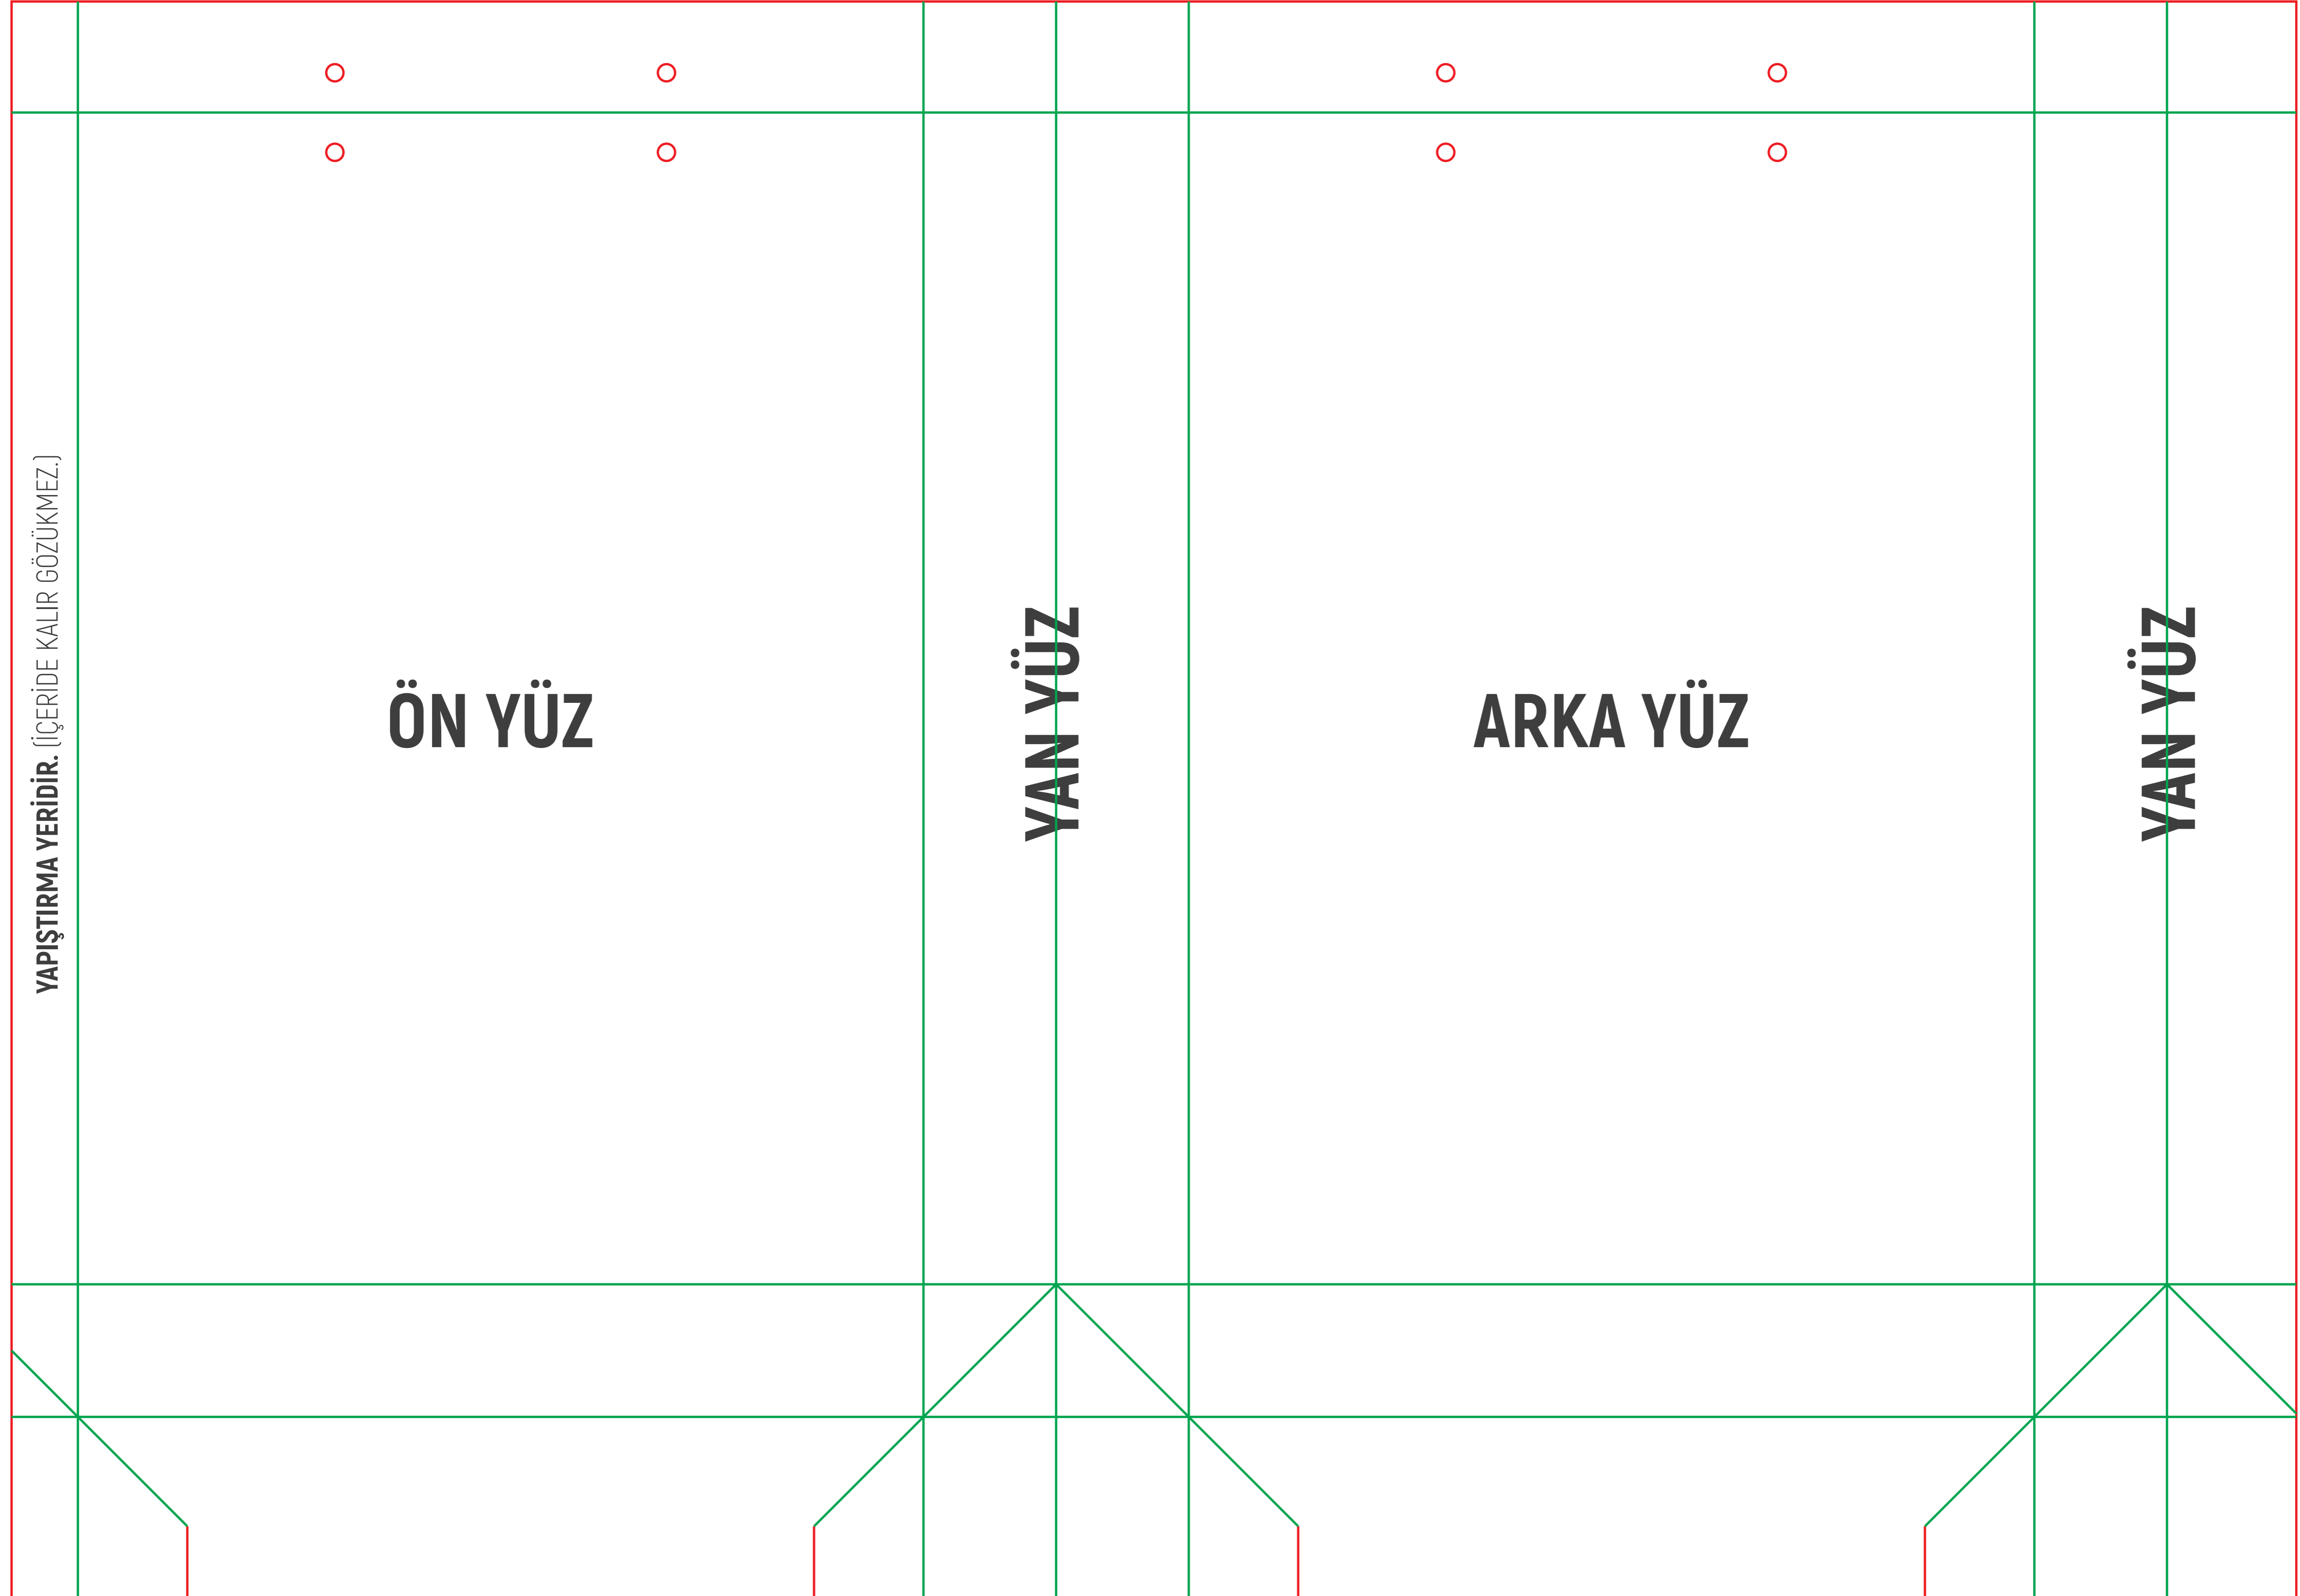 YAPIŞTIRMA YERİDİR. (İÇERİDE KALIR GÖZÜKMEZ.)
ÖN YÜZ
YAN YÜZ
ARKA YÜZ
YAN YÜZ